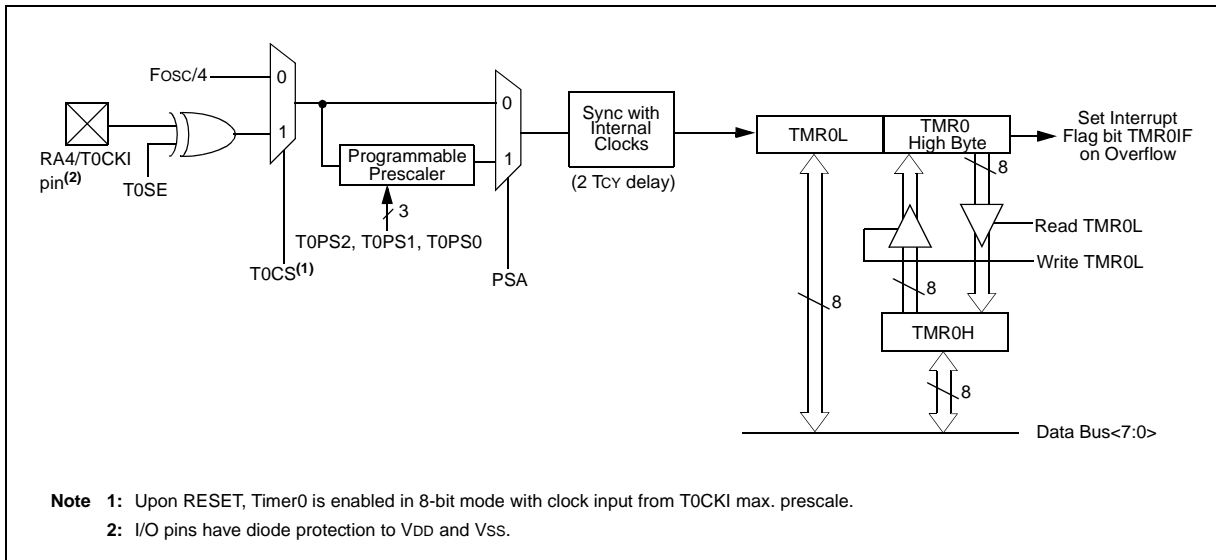 FOSC/4
0
1
RA4/T0CKI
pin(2)
T0SE
T0CS(1)
Programmable
Prescaler
3
T0PS2, T0PS1, T0PS0
0
1
PSA
Sync with
Internal
Clocks
(2 TCY delay)
TMR0L
TMR0
High Byte
Set Interrupt
Flag bit TMR0IF
on Overflow
8
Read TMR0L
Write TMR0L
8
8
TMR0H
8
Data Bus<7:0>
Note 1: Upon RESET, Timer0 is enabled in 8-bit mode with clock input from T0CKI max. prescale.
2: I/O pins have diode protection to VDD and VSS.